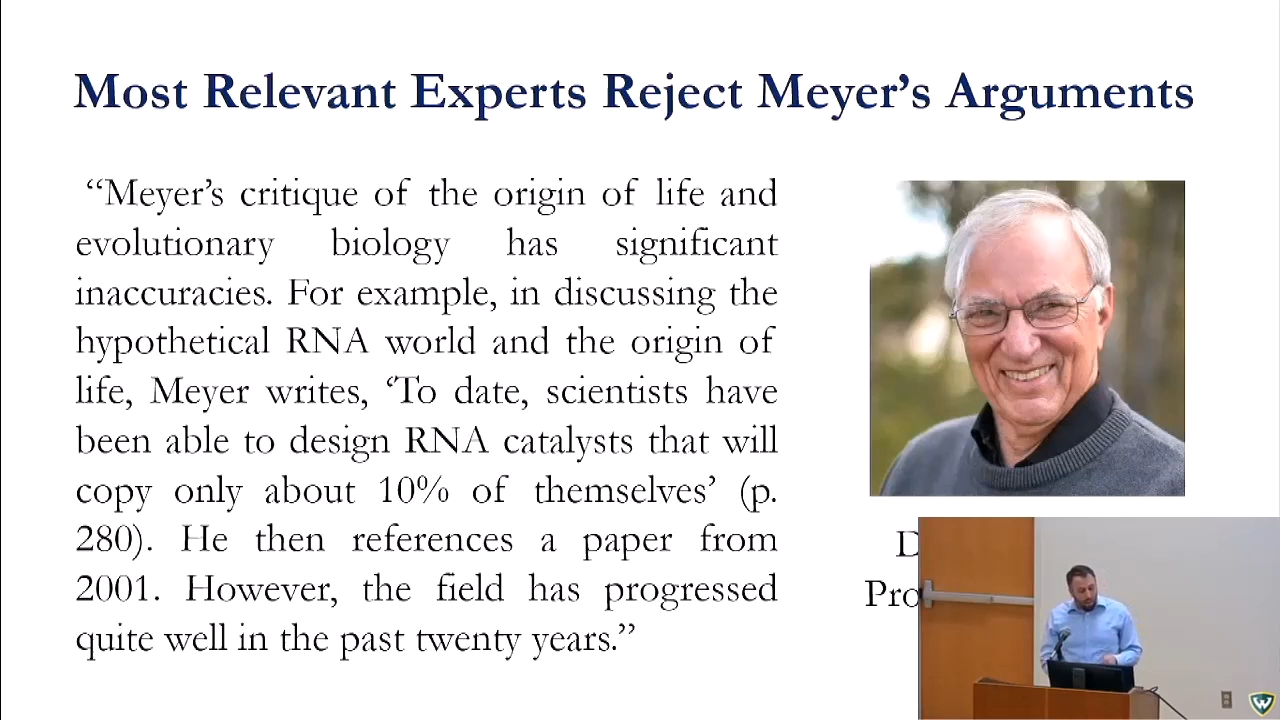 Most Relevant Experts Reject Meyer’s Arguments
“Meyer’s critique of the origin of life and
evolutionary biology has significant
inaccuracies. For example, in discussing the
hypothetical RNA world and the origin of
life, Meyer writes, ‘To date, scientists have
been able to design RNA catalysts that will
copy only about 10% of themselves’ (p.
280). He then references a paper from
2001. However, the field has progressed
quite well in the past twenty years.”